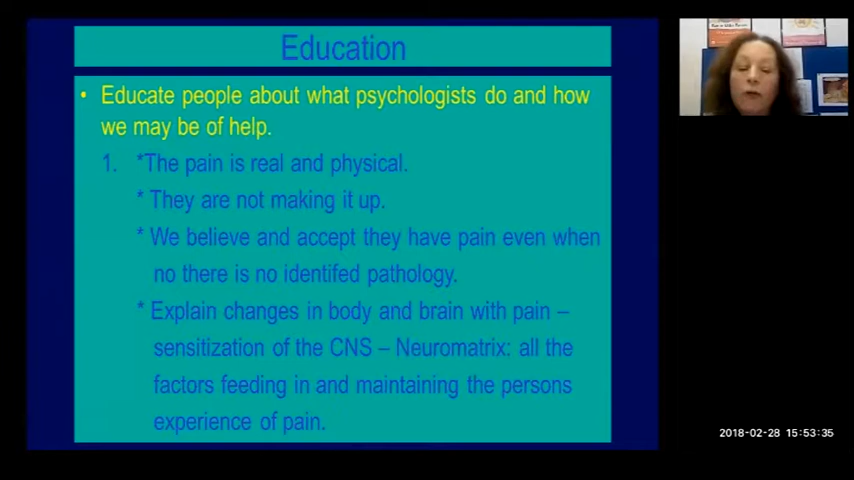 Education
• Educate people about what psychologists do and how
we may be of help.
1. *The pain is real and physical.
* They are not making it up.
* We believe and accept they have pain even when
no there is no identifed pathology.
* Explain changes in body and brain with pain –
sensitization of the CNS – Neuromatrix: all the
factors feeding in and maintaining the persons
experience of pain.
2018-02-28 15:53:35